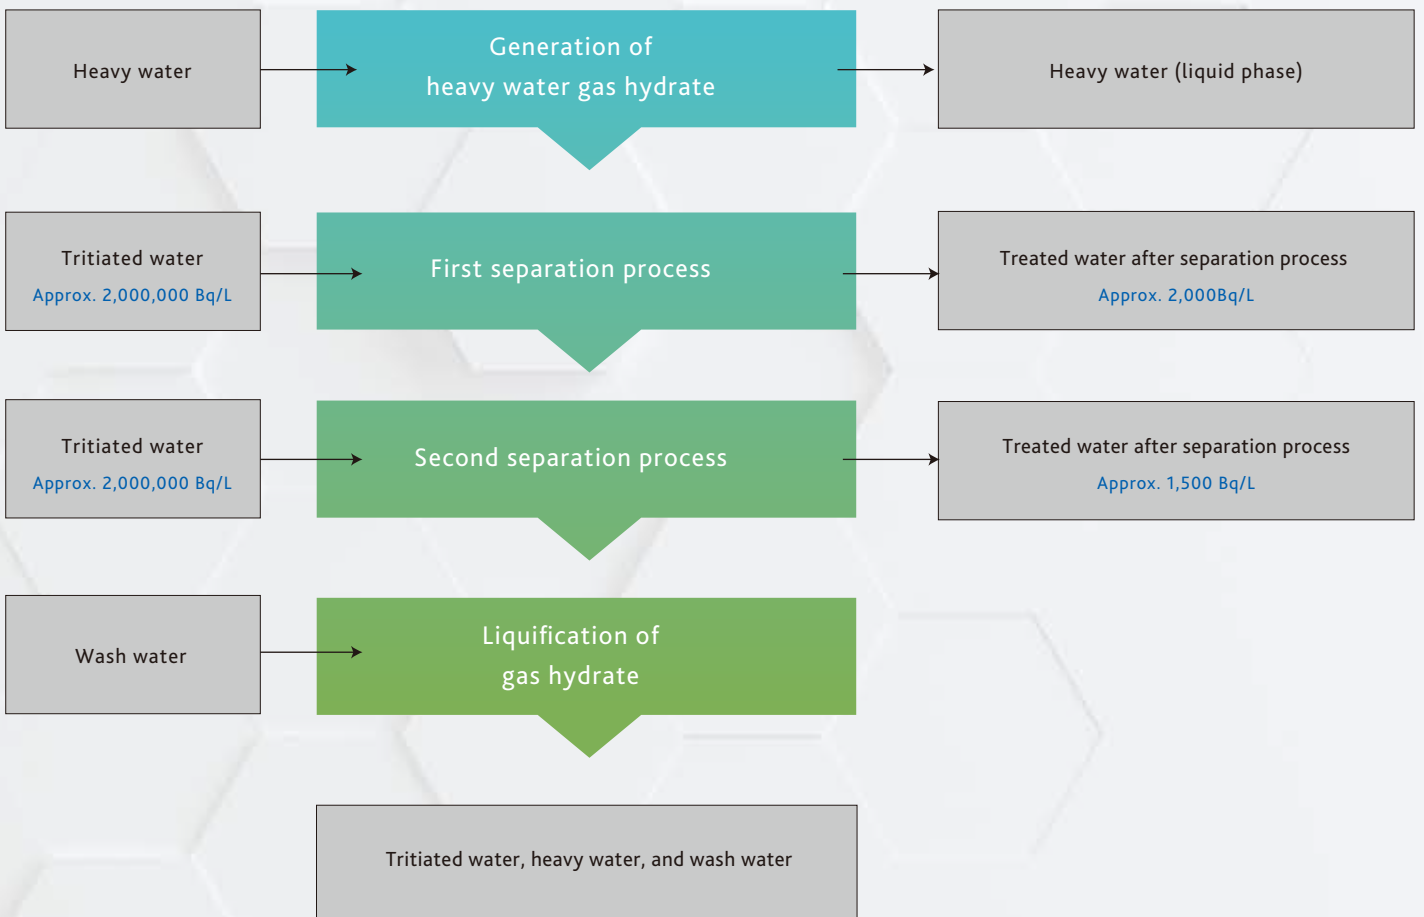 Heavy water
Generation of
heavy water gas hydrate
Heavy water (liquid phase)
Tritiated water
Approx. 2,000,000 Bq/L
First separation process
Treated water after separation process
Approx. 2,000Bq/L
Tritiated water
Approx. 2,000,000 Bq/L
Second separation process
Treated water after separation process
Approx. 1,500 Bq/L
Wash water
Liquification of
gas hydrate
Tritiated water, heavy water, and wash water